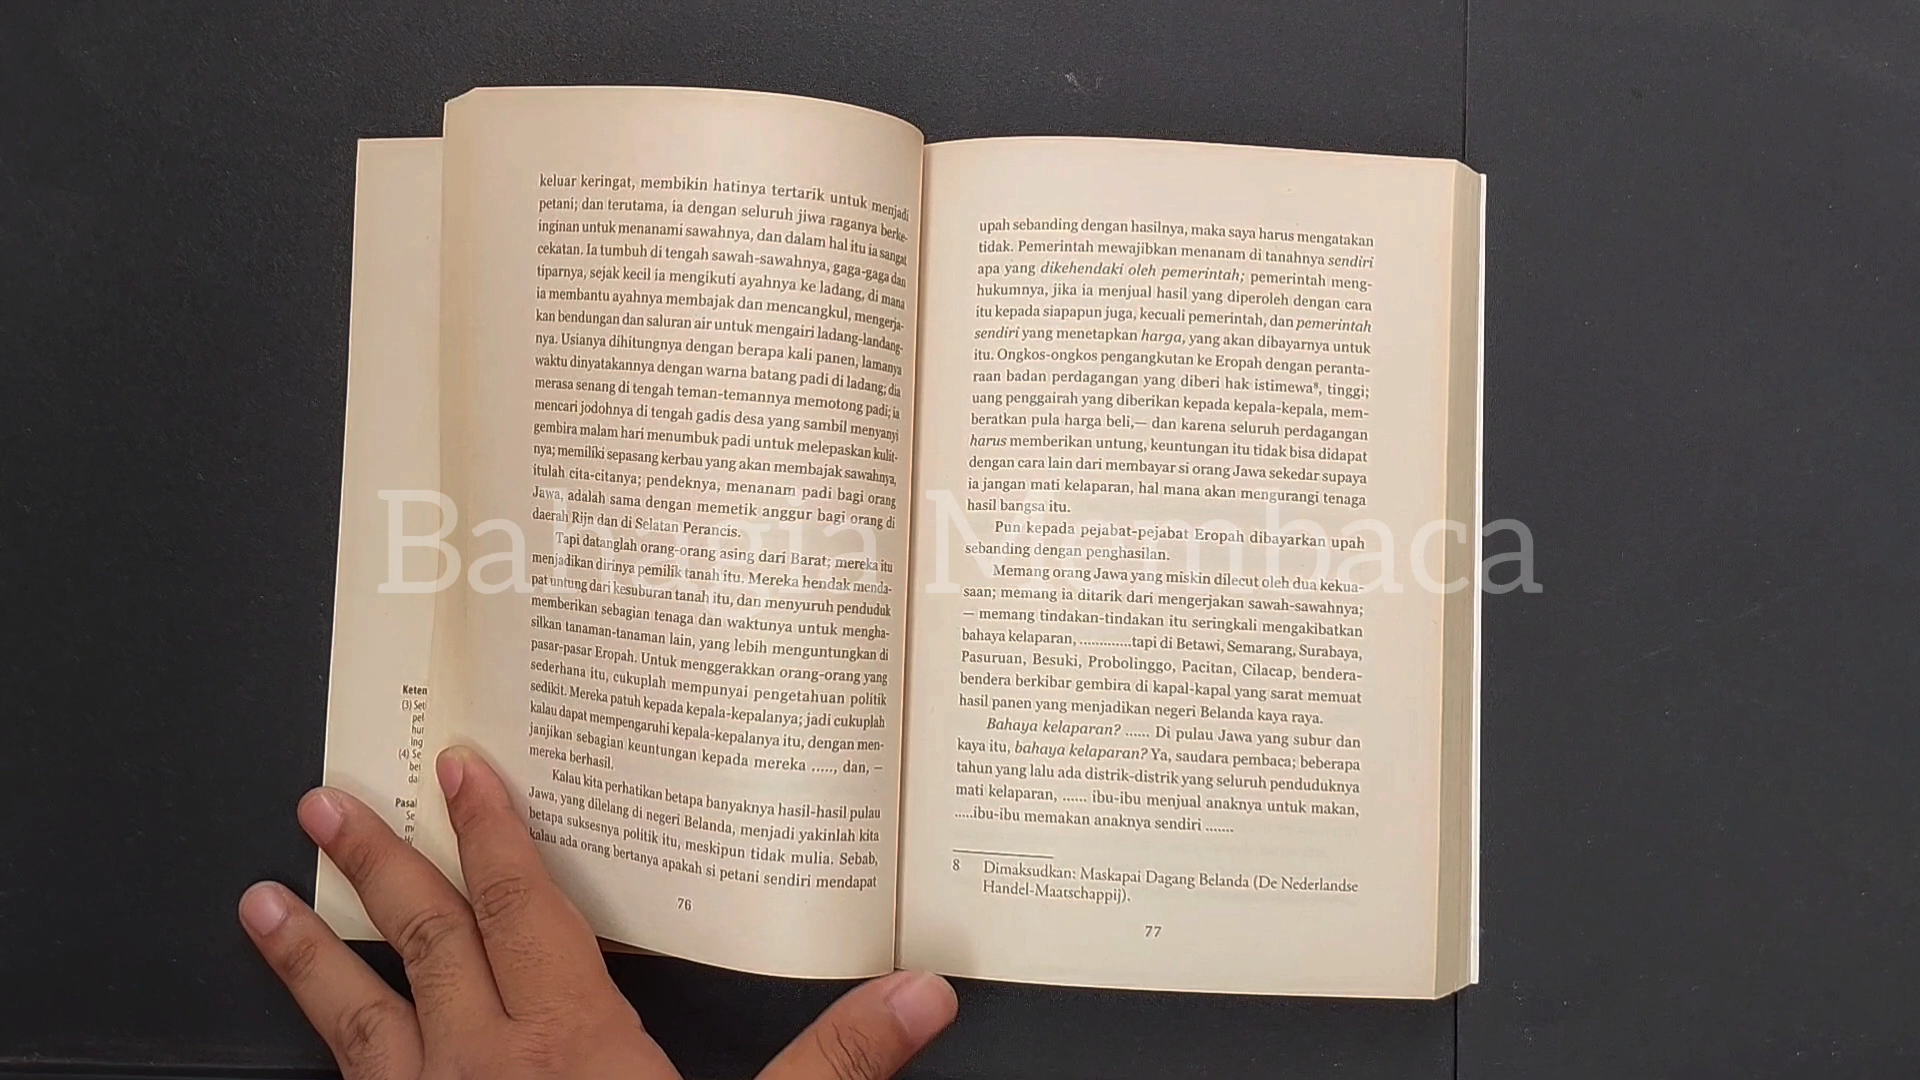 keluar keringat, membikin hatinya tertarik untuk menjadi
petani; dan terutama, ia dengan seluruh jiwa raganya berke-
inginan untuk menanami sawahnya, dan dalam hal itu ia sangat
cekatan. Ia tumbuh di tengah sawah-sawahnya, gaga-gaga dan
tiparnya, sejak kecil ia mengikuti ayahnya ke ladang, di mana
ia membantu ayahnya membajak dan mencangkul, mengerja-
kan bendungan dan saluran air untuk mengairi ladang-landang-
nya. Usianya dihitungnya dengan berapa kali panen, lamanya
waktu dinyatakannya dengan warna batang padi di ladang; dia
merasa senang di tengah teman-temannya memotong padi; ia
mencari jodohnya di tengah gadis desa yang sambil menyanyi
gembira malam hari menumbuk padi untuk melepaskan kulit-
nya; memiliki sepasang kerbau yang akan membajak sawahnya,
itulah cita-citanya; pendeknya, menanam padi bagi orang
Jawa, adalah sama dengan memetik anggur bagi orang di
daerah Rijn dan di Selatan Perancis.
Tapi datanglah orang-orang asing dari Barat; mereka itu
menjadikan dirinya pemilik tanah itu. Mereka hendak menda-
pat untung dari kesuburan tanah itu, dan menyuruh penduduk
memberikan sebagian tenaga dan waktunya untuk mengha-
silkan tanaman-tanaman lain, yang lebih menguntungkan di
pasar-pasar Eropah. Untuk menggerakkan orang-orang yang
sederhana itu, cukuplah mempunyai pengetahuan politik
sedikit. Mereka patuh kepada kepala-kepalanya; jadi cukuplah
kalau dapat mempengaruhi kepala-kepalanya itu, dengan men-
janjikan sebagian keuntungan kepada mereka ......, dan, —
mereka berhasil.
Kalau kita perhatikan betapa banyaknya hasil-hasil pulau
Jawa, yang dilelang di negeri Belanda, menjadi yakinlah kita
betapa suksesnya politik itu, meskipun tidak mulia. Sebab,
kalau ada orang bertanya apakah si petani sendiri mendapat
76
upah sebanding dengan hasilnya, maka saya harus mengatakan
tidak. Pemerintah mewajibkan menanam di tanahnya sendiri
apa yang dikehendaki oleh pemerintah; pemerintah meng-
hukumnya, jika ia menjual hasil yang diperoleh dengan cara
itu kepada siapapun juga, kecuali pemerintah, dan pemerintah
sendiri yang menetapkan harga, yang akan dibayarnya untuk
itu. Ongkos-ongkos pengangkutan ke Eropah dengan peranta-
raan badan perdagangan yang diberi hak istimewa⁸, tinggi;
uang penggairah yang diberikan kepada kepala-kepala, mem-
beratkan pula harga beli,— dan karena seluruh perdagangan
harus memberikan untung, keuntungan itu tidak bisa didapat
dengan cara lain dari membayar si orang Jawa sekedar supaya
ia jangan mati kelaparan, hal mana akan mengurangi tenaga
hasil bangsa itu.
Pun kepada pejabat-pejabat Eropah dibayarkan upah
sebanding dengan penghasilan.
Memang orang Jawa yang miskin dilecut oleh dua kekua-
saan; memang ia ditarik dari mengerjakan sawah-sawahnya;
— memang tindakan-tindakan itu seringkali mengakibatkan
bahaya kelaparan, .............tapi di Betawi, Semarang, Surabaya,
Pasuruan, Besuki, Probolinggo, Pacitan, Cilacap, bendera-
bendera berkibar gembira di kapal-kapal yang sarat memuat
hasil panen yang menjadikan negeri Belanda kaya raya.
Bahaya kelaparan? ...... Di pulau Jawa yang subur dan
kaya itu, bahaya kelaparan? Ya, saudara pembaca; beberapa
tahun yang lalu ada distrik-distrik yang seluruh penduduknya
mati kelaparan, ...... ibu-ibu menjual anaknya untuk makan,
.....ibu-ibu memakan anaknya sendiri .......
8 Dimaksudkan: Maskapai Dagang Belanda (De Nederlandse
Handel-Maatschappij).
77
Keten
(3) Set
pel
hur
ing
(4) Se
bei
da
Pasal
Se
m
Bahagia Membaca